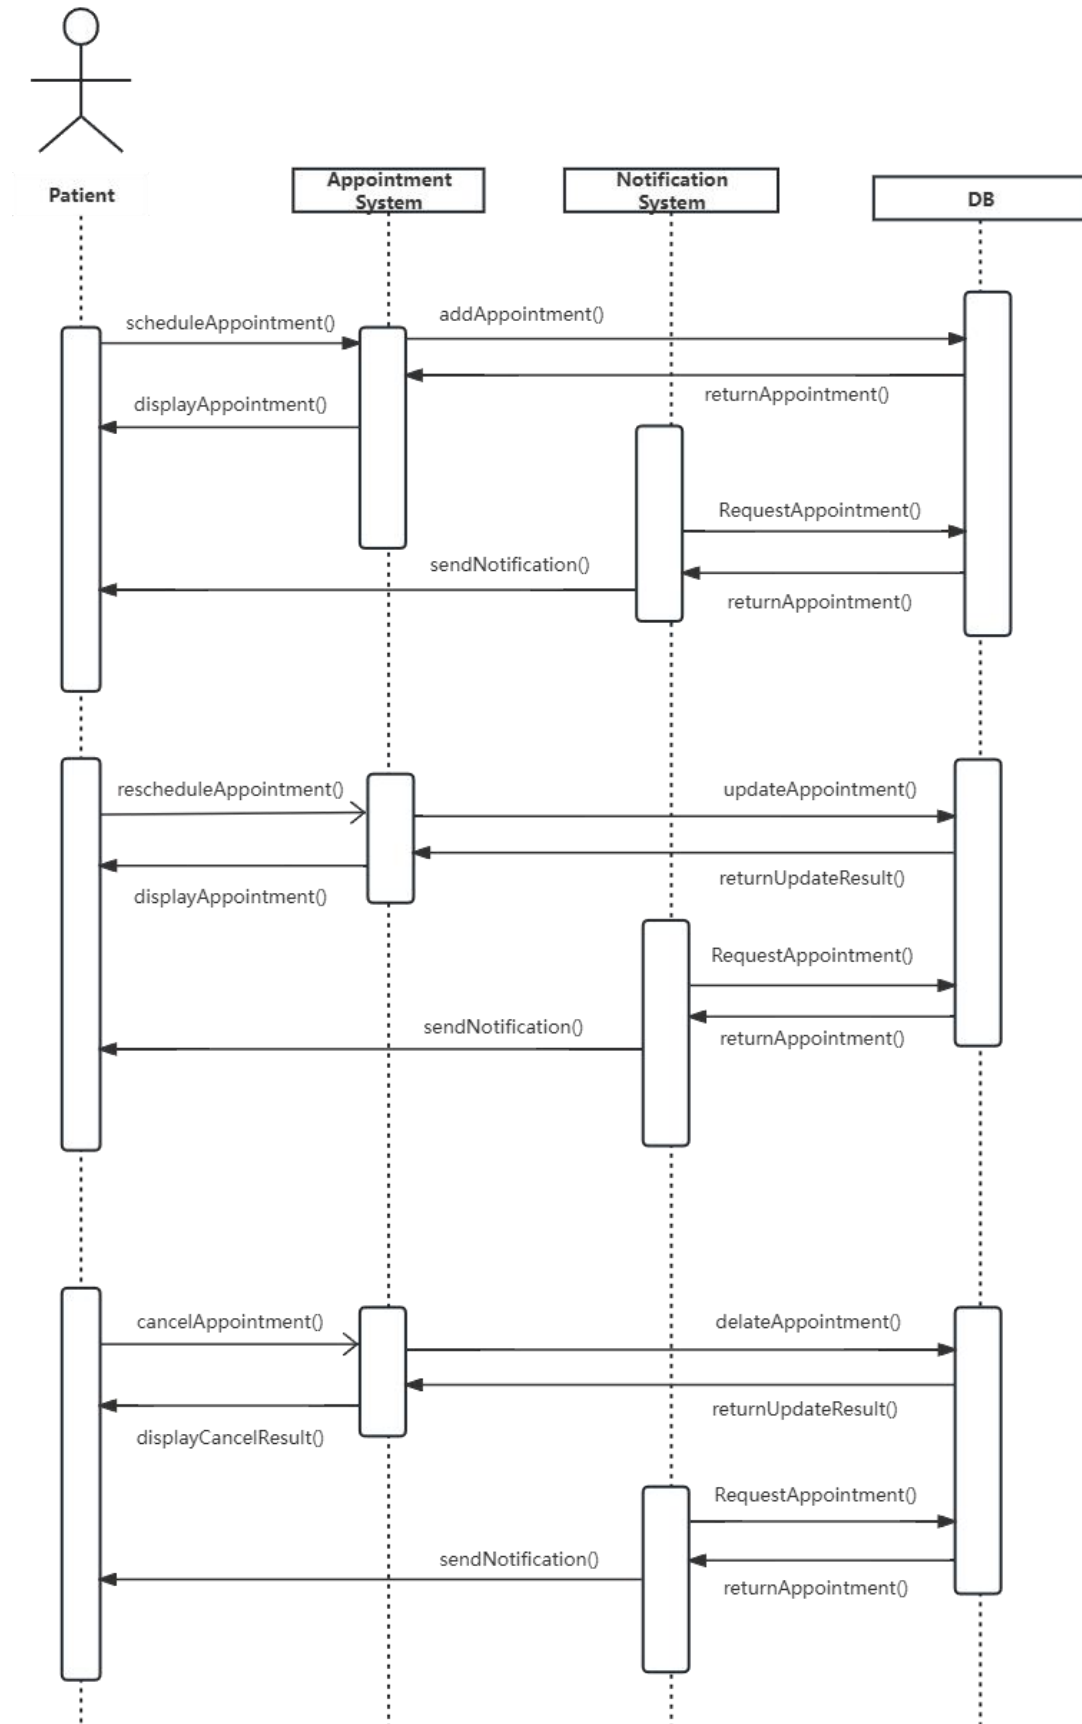 Patient
Appointment
System
Notification
System
DB
scheduleAppointment()
addAppointment()
returnAppointment()
displayAppointment()
RequestAppointment()
sendNotification()
returnAppointment()
rescheduleAppointment()
updateAppointment()
returnUpdateResult()
displayAppointment()
RequestAppointment()
sendNotification()
returnAppointment()
cancelAppointment()
delateAppointment()
returnUpdateResult()
displayCancelResult()
RequestAppointment()
sendNotification()
returnAppointment()